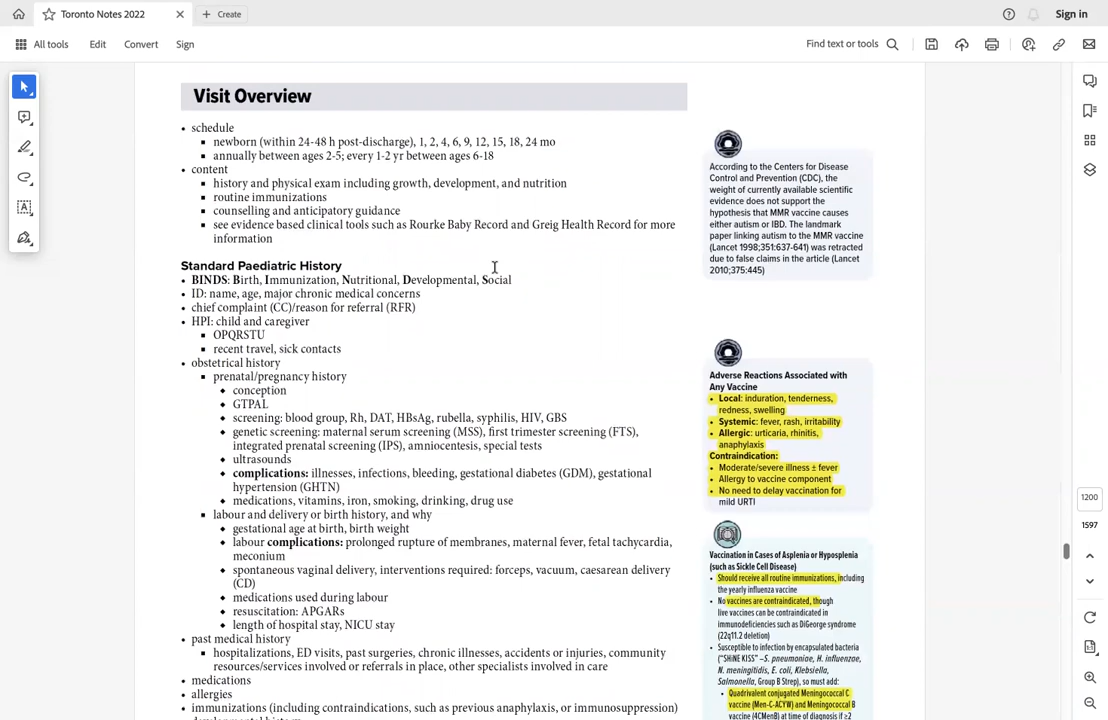 Toronto Notes 2022
Create
Sign in
All tools
Edit
Convert
Sign
Find text or tools
Visit Overview
• schedule
▪ newborn (within 24-48 h post-discharge), 1, 2, 4, 6, 9, 12, 15, 18, 24 mo
▪ annually between ages 2-5; every 1-2 yr between ages 6-18
• content
▪ history and physical exam including growth, development, and nutrition
▪ routine immunizations
▪ counselling and anticipatory guidance
▪ see evidence based clinical tools such as Rourke Baby Record and Greig Health Record for more
information
Standard Paediatric History
• BINDS: Birth, Immunization, Nutritional, Developmental, Social
• ID: name, age, major chronic medical concerns
• chief complaint (CC)/reason for referral (RFR)
• HPI: child and caregiver
▪ OPQRSTU
▪ recent travel, sick contacts
• obstetrical history
▪ prenatal/pregnancy history
◆ conception
◆ GTPAL
◆ screening: blood group, Rh, DAT, HBsAg, rubella, syphilis, HIV, GBS
◆ genetic screening: maternal serum screening (MSS), first trimester screening (FTS),
integrated prenatal screening (IPS), amniocentesis, special tests
◆ ultrasounds
◆ complications: illnesses, infections, bleeding, gestational diabetes (GDM), gestational
hypertension (GHTN)
◆ medications, vitamins, iron, smoking, drinking, drug use
▪ labour and delivery or birth history, and why
◆ gestational age at birth, birth weight
◆ labour complications: prolonged rupture of membranes, maternal fever, fetal tachycardia,
meconium
◆ spontaneous vaginal delivery, interventions required: forceps, vacuum, caesarean delivery
(CD)
◆ medications used during labour
◆ resuscitation: APGARs
◆ length of hospital stay, NICU stay
• past medical history
▪ hospitalizations, ED visits, past surgeries, chronic illnesses, accidents or injuries, community
resources/services involved or referrals in place, other specialists involved in care
• medications
• allergies
• immunizations (including contraindications, such as previous anaphylaxis, or immunosuppression)
According to the Centers for Disease
Control and Prevention (CDC), the
weight of currently available scientific
evidence does not support the
hypothesis that MMR vaccine causes
either autism or IBD. The landmark
paper linking autism to the MMR vaccine
(Lancet 1998;351:637-641) was retracted
due to false claims in the article (Lancet
2010;375:445)
Adverse Reactions Associated with
Any Vaccine
• Local: induration, tenderness,
redness, swelling
• Systemic: fever, rash, irritability
• Allergic: urticaria, rhinitis,
anaphylaxis
Contraindication:
• Moderate/severe illness ± fever
• Allergy to vaccine component
• No need to delay vaccination for
mild URTI
Vaccination in Cases of Asplenia or Hyposplenia
(such as Sickle Cell Disease)
• Should receive all routine immunizations, including
the yearly influenza vaccine
• No vaccines are contraindicated, though
live vaccines can be contraindicated in
immunodeficiencies such as DiGeorge syndrome
(22q11.2 deletion)
• Susceptible to infection by encapsulated bacteria
("SHiNE KISS" –S. pneumoniae, H. influenzae,
N. meningitidis, E. coli, Klebsiella,
Salmonella, Group B Strep), so must add:
• Quadrivalent conjugated Meningococcal C
(Men-C-ACYW) and Meningococcal B
vaccine (4CMenB) at time of diagnosis if ≥2
1200
1597